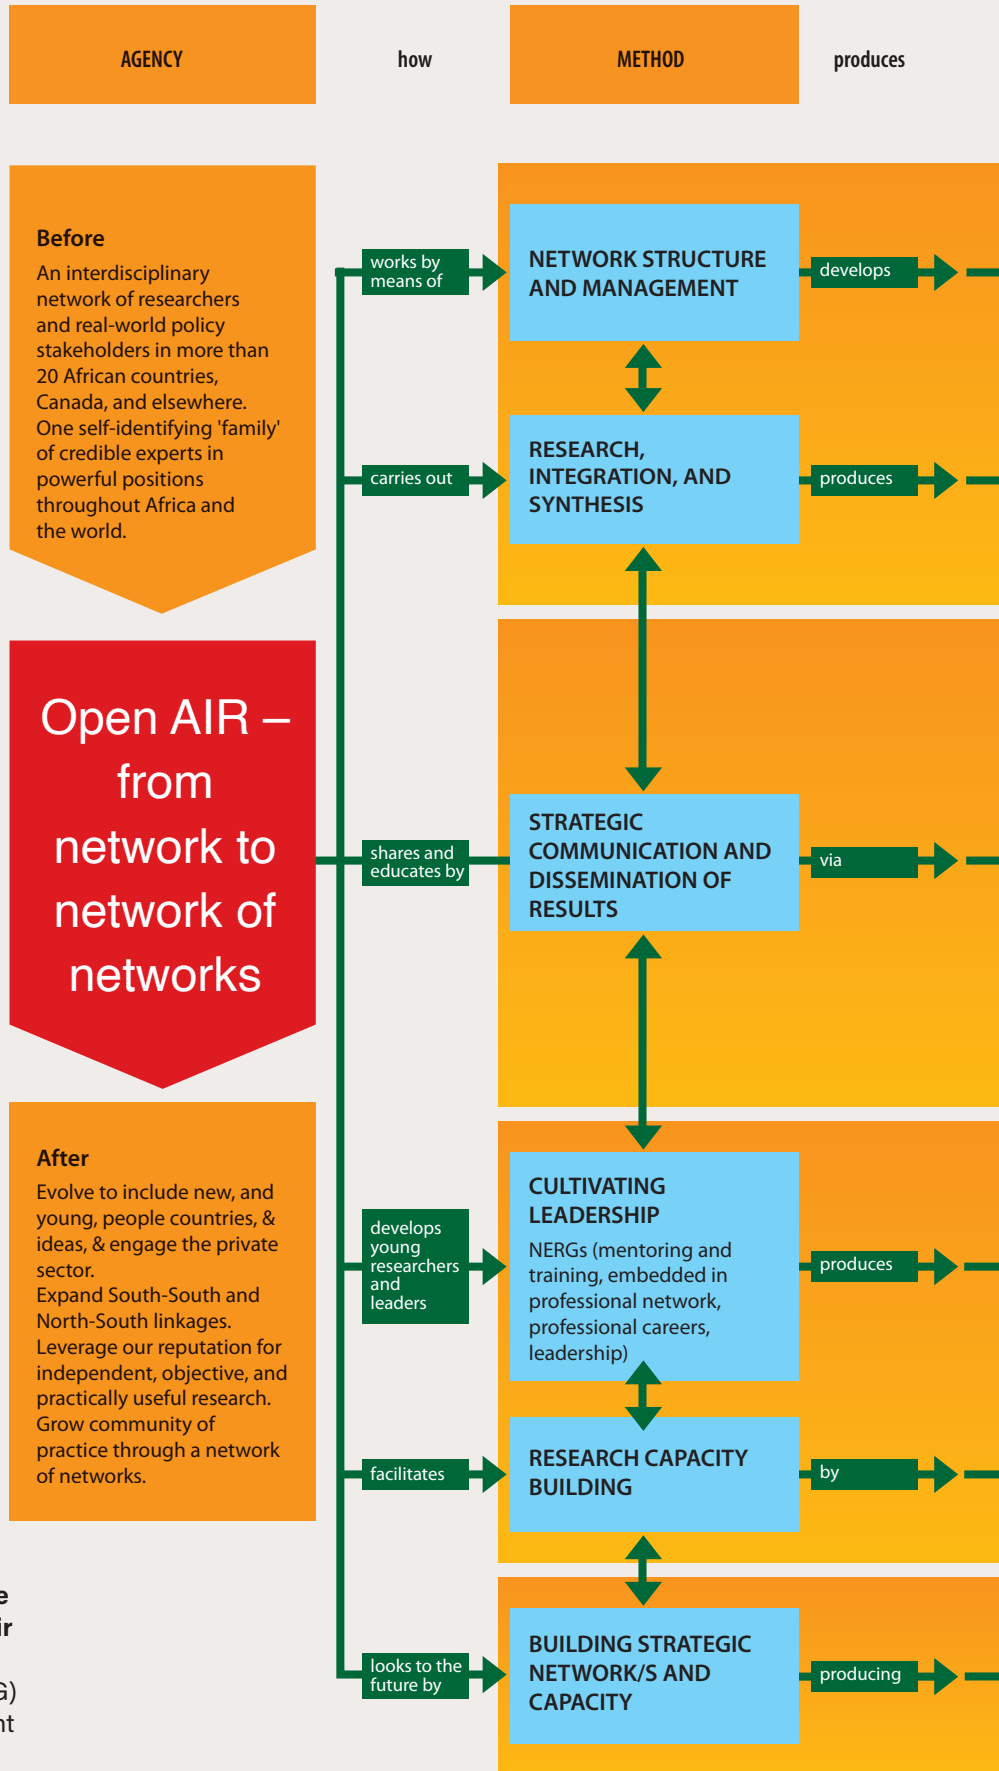 AGENCY
how
METHOD
produces
Before
An interdisciplinary
network of researchers
and real-world policy
stakeholders in more than
20 African countries,
Canada, and elsewhere.
One self-identifying 'family'
of credible experts in
powerful positions
throughout Africa and
the world.
works by
means of
NETWORK STRUCTURE
AND MANAGEMENT
develops
carries out
RESEARCH,
INTEGRATION, AND
SYNTHESIS
produces
Open AIR –
from
network to
network of
networks
shares and
educates by
STRATEGIC
COMMUNICATION AND
DISSEMINATION OF
RESULTS
via
After
Evolve to include new, and
young, people countries, &
ideas, & engage the private
sector.
Expand South-South and
North-South linkages.
Leverage our reputation for
independent, objective, and
practically useful research.
Grow community of
practice through a network
of networks.
develops
young
researchers
and
leaders
CULTIVATING
LEADERSHIP
NERGs (mentoring and
training, embedded in
professional network,
professional careers,
leadership)
produces
facilitates
RESEARCH CAPACITY
BUILDING
by
looks to the
future by
BUILDING STRATEGIC
NETWORK/S AND
CAPACITY
producing